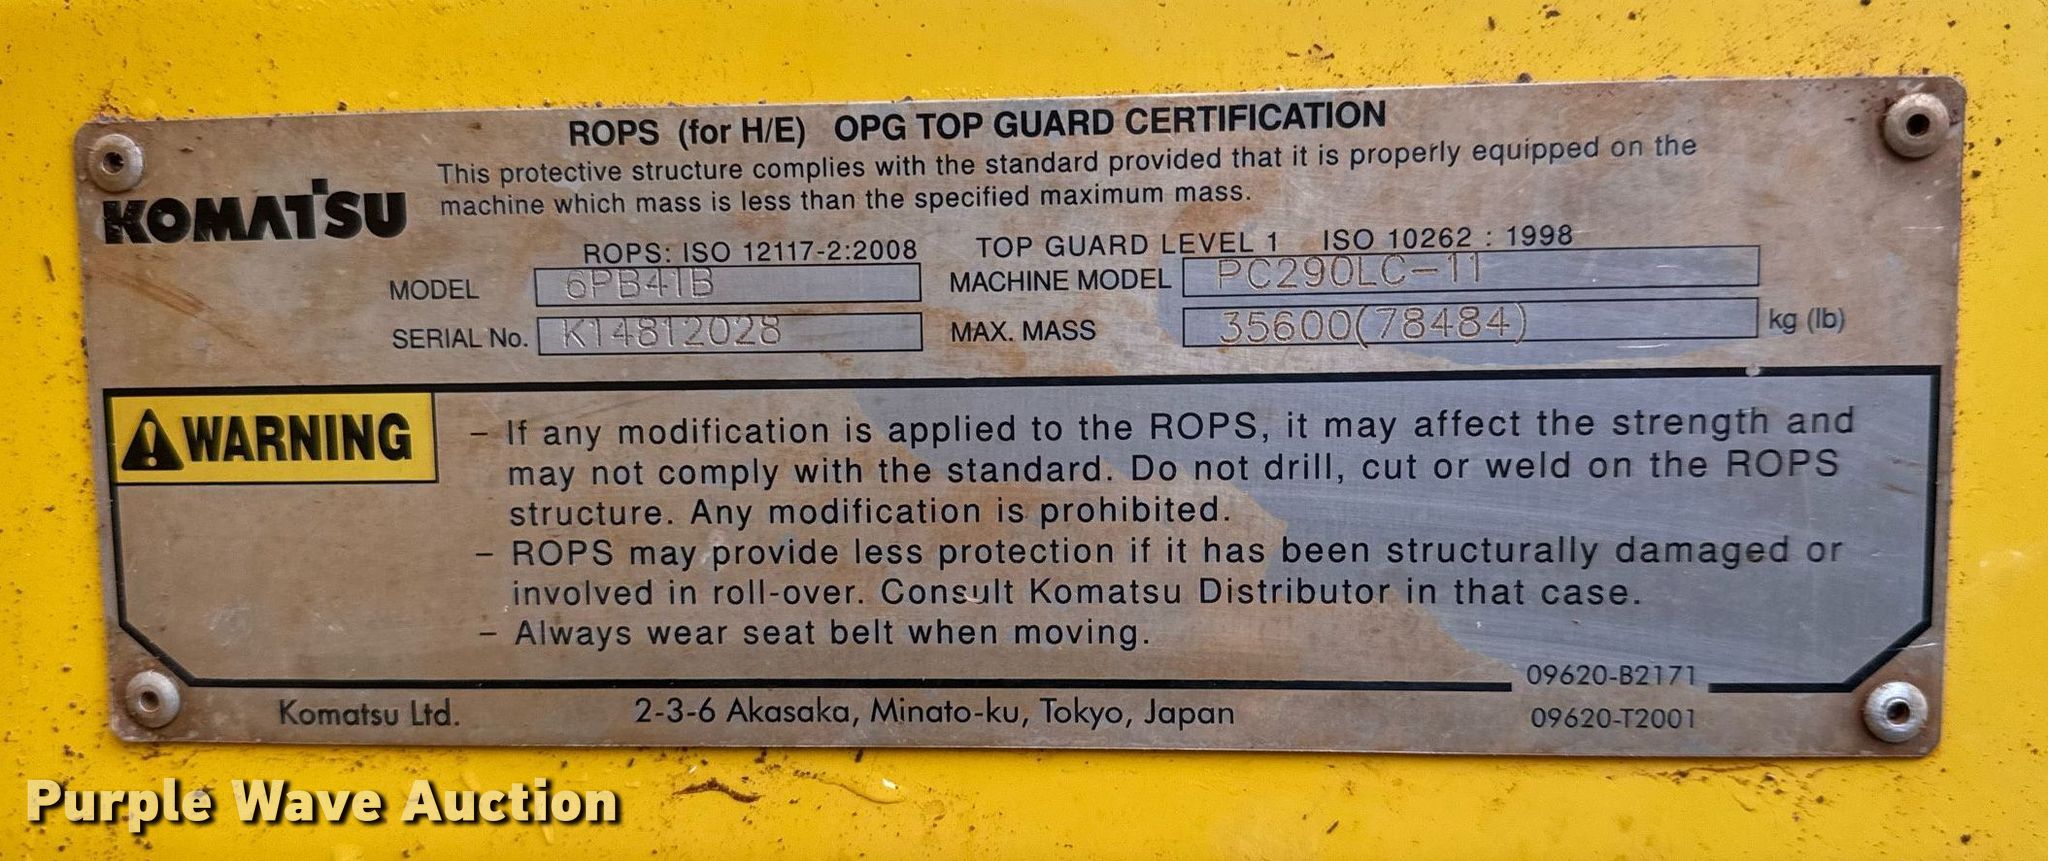 ROPS (for H/E) OPG TOP GUARD CERTIFICATION
This protective structure complies with the standard provided that it is properly equipped on the
machine which mass is less than the specified maximum mass.
KOMATSU
ROPS: ISO 12117-2:2008 TOP GUARD LEVEL 1 ISO 10262 : 1998
MODEL 6PB41B MACHINE MODEL PC290LC-11
SERIAL No. K14812028 MAX. MASS 35600(78484) kg (lb)
WARNING
- If any modification is applied to the ROPS, it may affect the strength and
may not comply with the standard. Do not drill, cut or weld on the ROPS
structure. Any modification is prohibited.
- ROPS may provide less protection if it has been structurally damaged or
involved in roll-over. Consult Komatsu Distributor in that case.
- Always wear seat belt when moving.
09620-B2171
Komatsu Ltd. 2-3-6 Akasaka, Minato-ku, Tokyo, Japan 09620-T2001
Purple Wave Auction